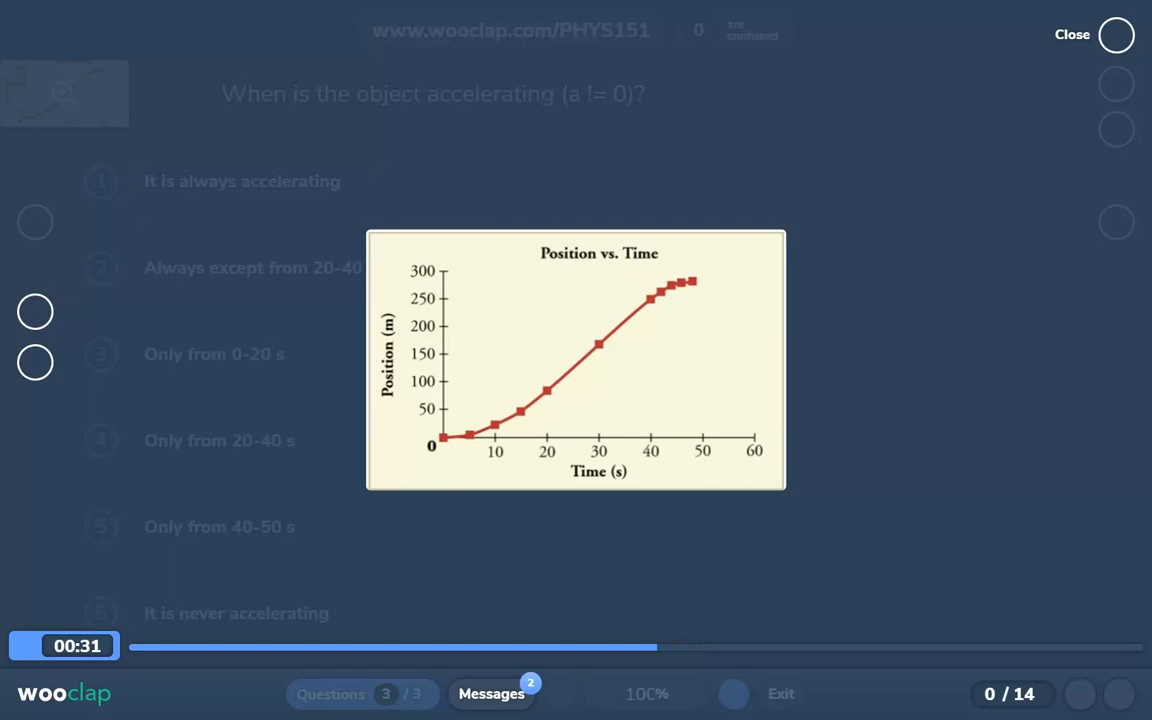 www.wooclap.com/PHYS151
0
are
confused
Close
When is the object accelerating (a != 0)?
1 It is always accelerating
2 Always except from 20-40
3 Only from 0-20 s
4 Only from 20-40 s
5 Only from 40-50 s
6 It is never accelerating
Position vs. Time
Position (m)
300
250
200
150
100
50
0
10 20 30 40 50 60
Time (s)
00:31
wooclap
Questions 3 / 3
Messages 2
100%
Exit
0 / 14